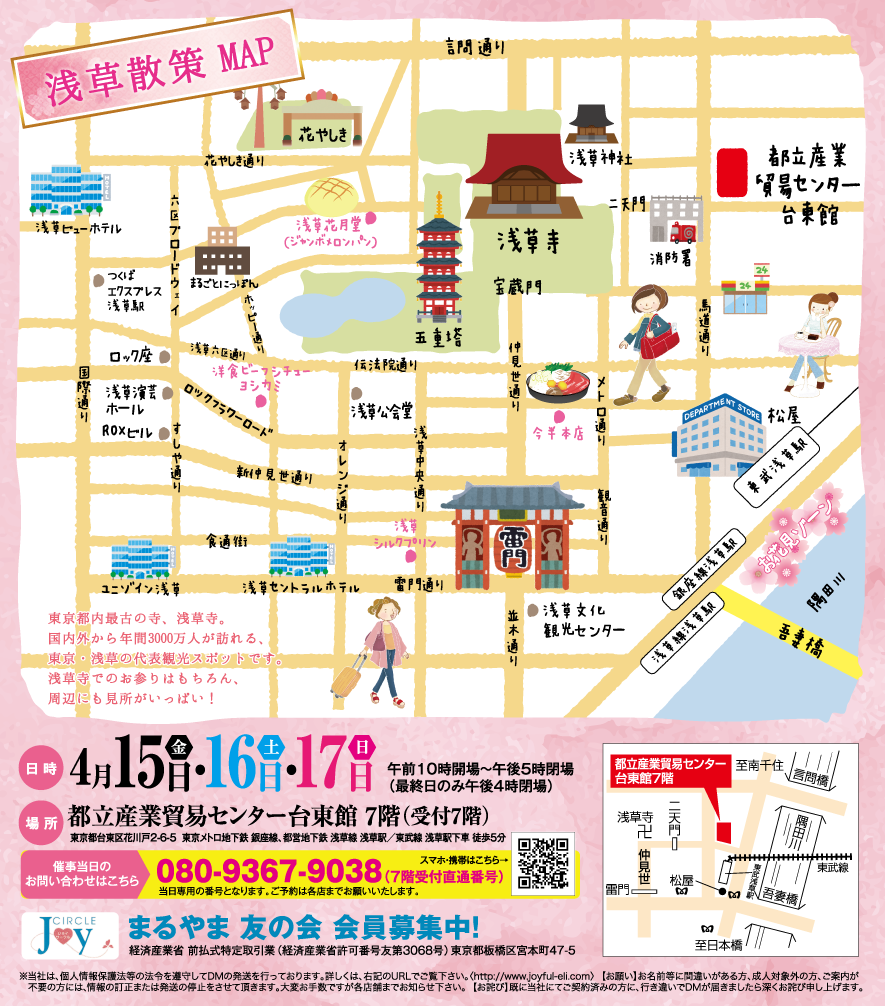 浅草散策 MAP
言問通り
花やしき
花やしき通り
浅草神社
都立産業
貿易センター
台東館
二天門
消防署
浅草ビューホテル
六区ブロードウェイ
浅草花月堂
(ジャンボメロンパン)
浅草寺
まるごとにっぽん
つくば
エクスプレス
浅草駅
ホッピー通り
宝蔵門
五重塔
24
24
馬道通り
ロック座
浅草六区通り
伝法院通り
仲見世通り
国際通り
洋食ビーフシチュー
ヨシカミ
浅草演芸
ホール
ROXビル
ロックフラワーロード
浅草公会堂
今半本店
メトロ通り
DEPARTMENT STORE
松屋
東武浅草駅
すしや通り
オレンジ通り
浅草中央通り
新仲見世通り
観音通り
お花見ゾーン
食通街
浅草
シルクプリン
雷門
銀座線浅草駅
隅田川
ユニゾイン浅草
浅草セントラルホテル
雷門通り
浅草文化
観光センター
並木通り
浅草線浅草駅
吾妻橋
東京都内最古の寺、浅草寺。
国内外から年間3000万人が訪れる、
東京・浅草の代表観光スポットです。
浅草寺でのお参りはもちろん、
周辺にも見所がいっぱい！
日時 4月15日金・16日土・17日日 午前10時開場〜午後5時閉場
(最終日のみ午後4時閉場)
場所 都立産業貿易センター台東館 7階(受付7階)
東京都台東区花川戸2-6-5 東京メトロ地下鉄 銀座線、都営地下鉄 浅草線 浅草駅／東武線 浅草駅下車 徒歩5分
催事当日の
お問い合わせはこちら
スマホ・携帯はこちら→
080-9367-9038(7階受付直通番号)
当日専用の番号となります。ご予約は各店までお願いいたします。
都立産業貿易センター
台東館7階
至南千住
言問橋
浅草寺
二天門
隅田川
仲見世
東武線
東武浅草駅
雷門
松屋
吾妻橋
至日本橋
CIRCLE
Joy
まるやま 友の会 会員募集中!
経済産業省 前払式特定取引業（経済産業省許可番号友第3068号）東京都板橋区宮本町47-5
※当社は、個人情報保護法等の法令を遵守してDMの発送を行っております。詳しくは、右記のURLでご覧下さい。〈http://www.joyful-eli.com〉 【お願い】お名前等に間違いがある方、成人対象外の方、ご案内が
不要の方には、情報の訂正または発送の停止をさせて頂きます。大変お手数ですが各店舗までお知らせ下さい。 【お詫び】既に当社にてご契約済みの方に、行き違いでDMが届きましたら深くお詫び申し上げます。